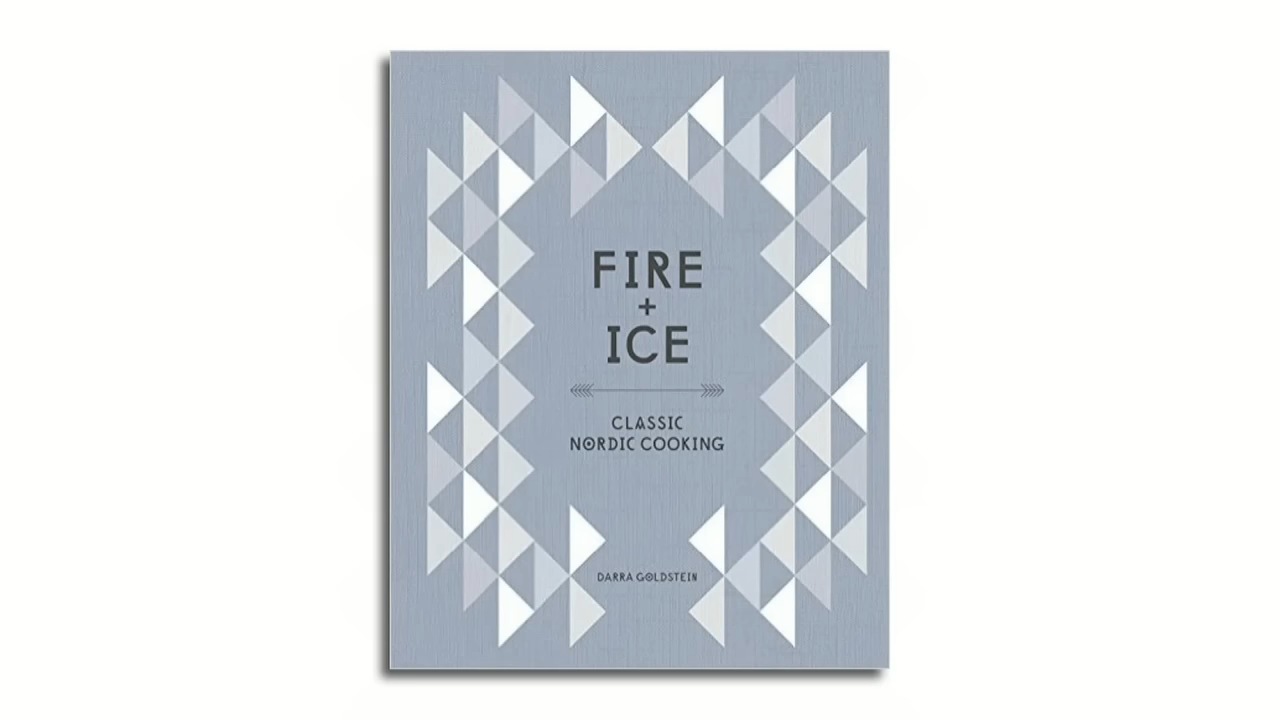 FIRE
+
ICE
CLASSIC
NORDIC COOKING
DARRA GOLDSTEIN